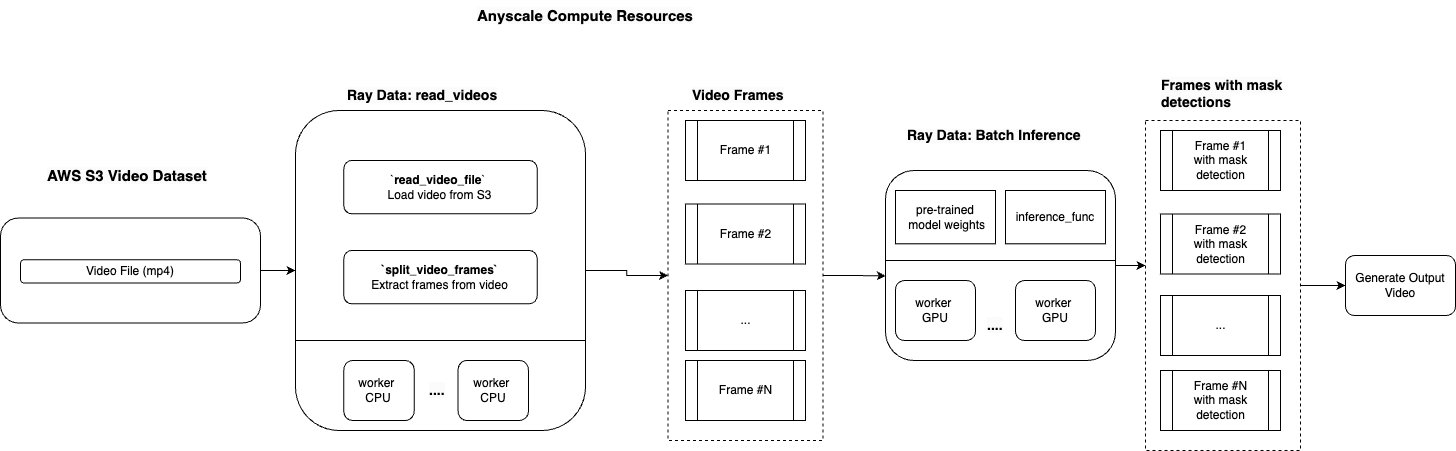 Anyscale Compute Resources
AWS S3 Video Dataset
Video File (mp4)
Ray Data: read_videos
`read_video_file`
Load video from S3
`split_video_frames`
Extract frames from video
worker
CPU
....
worker
CPU
Video Frames
Frame #1
Frame #2
...
Frame #N
Ray Data: Batch Inference
pre-trained
model weights
inference_func
worker
GPU
....
worker
GPU
Frames with mask
detections
Frame #1
with mask
detection
Frame #2
with mask
detection
...
Frame #N
with mask
detection
Generate Output
Video